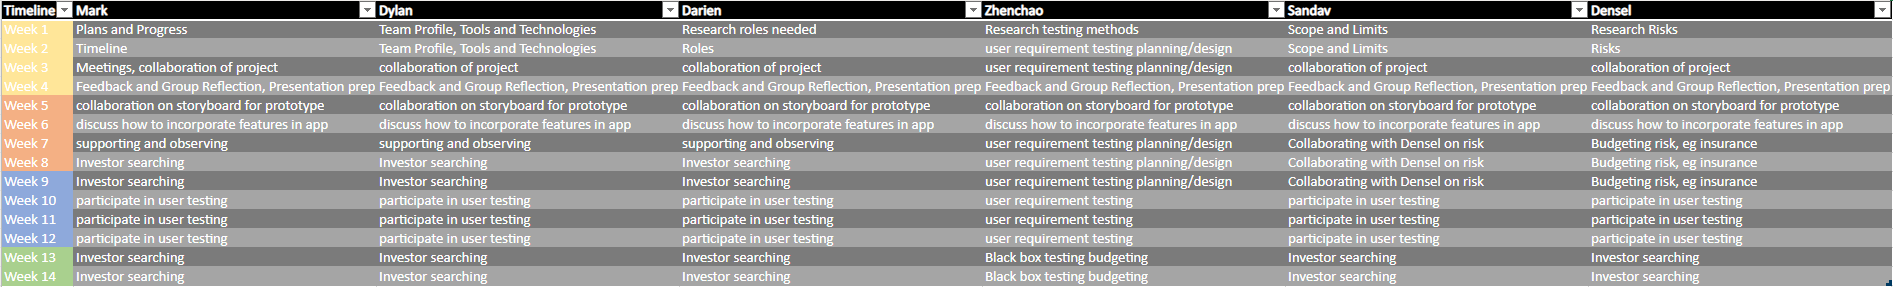 Timeline Mark Dylan Darien Zhenchao Sandav Densel
Week 1 Plans and Progress Team Profile, Tools and Technologies Research roles needed Research testing methods Scope and Limits Research Risks
Week 2 Timeline Team Profile, Tools and Technologies Roles user requirement testing planning/design Scope and Limits Risks
Week 3 Meetings, collaboration of project collaboration of project collaboration of project user requirement testing planning/design collaboration of project collaboration of project
Week 4 Feedback and Group Reflection, Presentation prep Feedback and Group Reflection, Presentation prep Feedback and Group Reflection, Presentation prep Feedback and Group Reflection, Presentation prep Feedback and Group Reflection, Presentation prep Feedback and Group Reflection, Presentation prep
Week 5 collaboration on storyboard for prototype collaboration on storyboard for prototype collaboration on storyboard for prototype collaboration on storyboard for prototype collaboration on storyboard for prototype collaboration on storyboard for prototype
Week 6 discuss how to incorporate features in app discuss how to incorporate features in app discuss how to incorporate features in app discuss how to incorporate features in app discuss how to incorporate features in app discuss how to incorporate features in app
Week 7 supporting and observing supporting and observing supporting and observing user requirement testing planning/design Collaborating with Densel on risk Budgeting risk, eg insurance
Week 8 Investor searching Investor searching Investor searching user requirement testing planning/design Collaborating with Densel on risk Budgeting risk, eg insurance
Week 9 Investor searching Investor searching Investor searching user requirement testing planning/design Collaborating with Densel on risk Budgeting risk, eg insurance
Week 10 participate in user testing participate in user testing participate in user testing user requirement testing participate in user testing participate in user testing
Week 11 participate in user testing participate in user testing participate in user testing user requirement testing participate in user testing participate in user testing
Week 12 participate in user testing participate in user testing participate in user testing user requirement testing participate in user testing participate in user testing
Week 13 Investor searching Investor searching Investor searching Black box testing budgeting Investor searching Investor searching
Week 14 Investor searching Investor searching Investor searching Black box testing budgeting Investor searching Investor searching